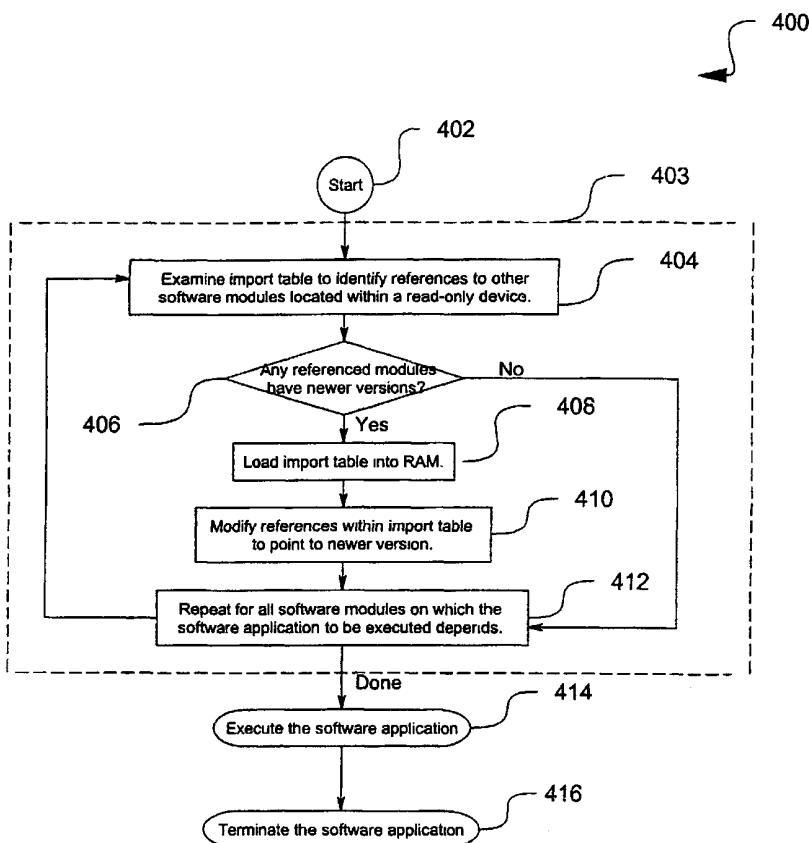 400
402
Start
403
Examine import table to identify references to other
software modules located within a read-only device.
404
Any referenced modules
have newer versions?
No
406
Yes
408
Load import table into RAM.
410
Modify references within import table
to point to newer version.
412
Repeat for all software modules on which the
software application to be executed depends.
Done
414
Execute the software application
416
Terminate the software application